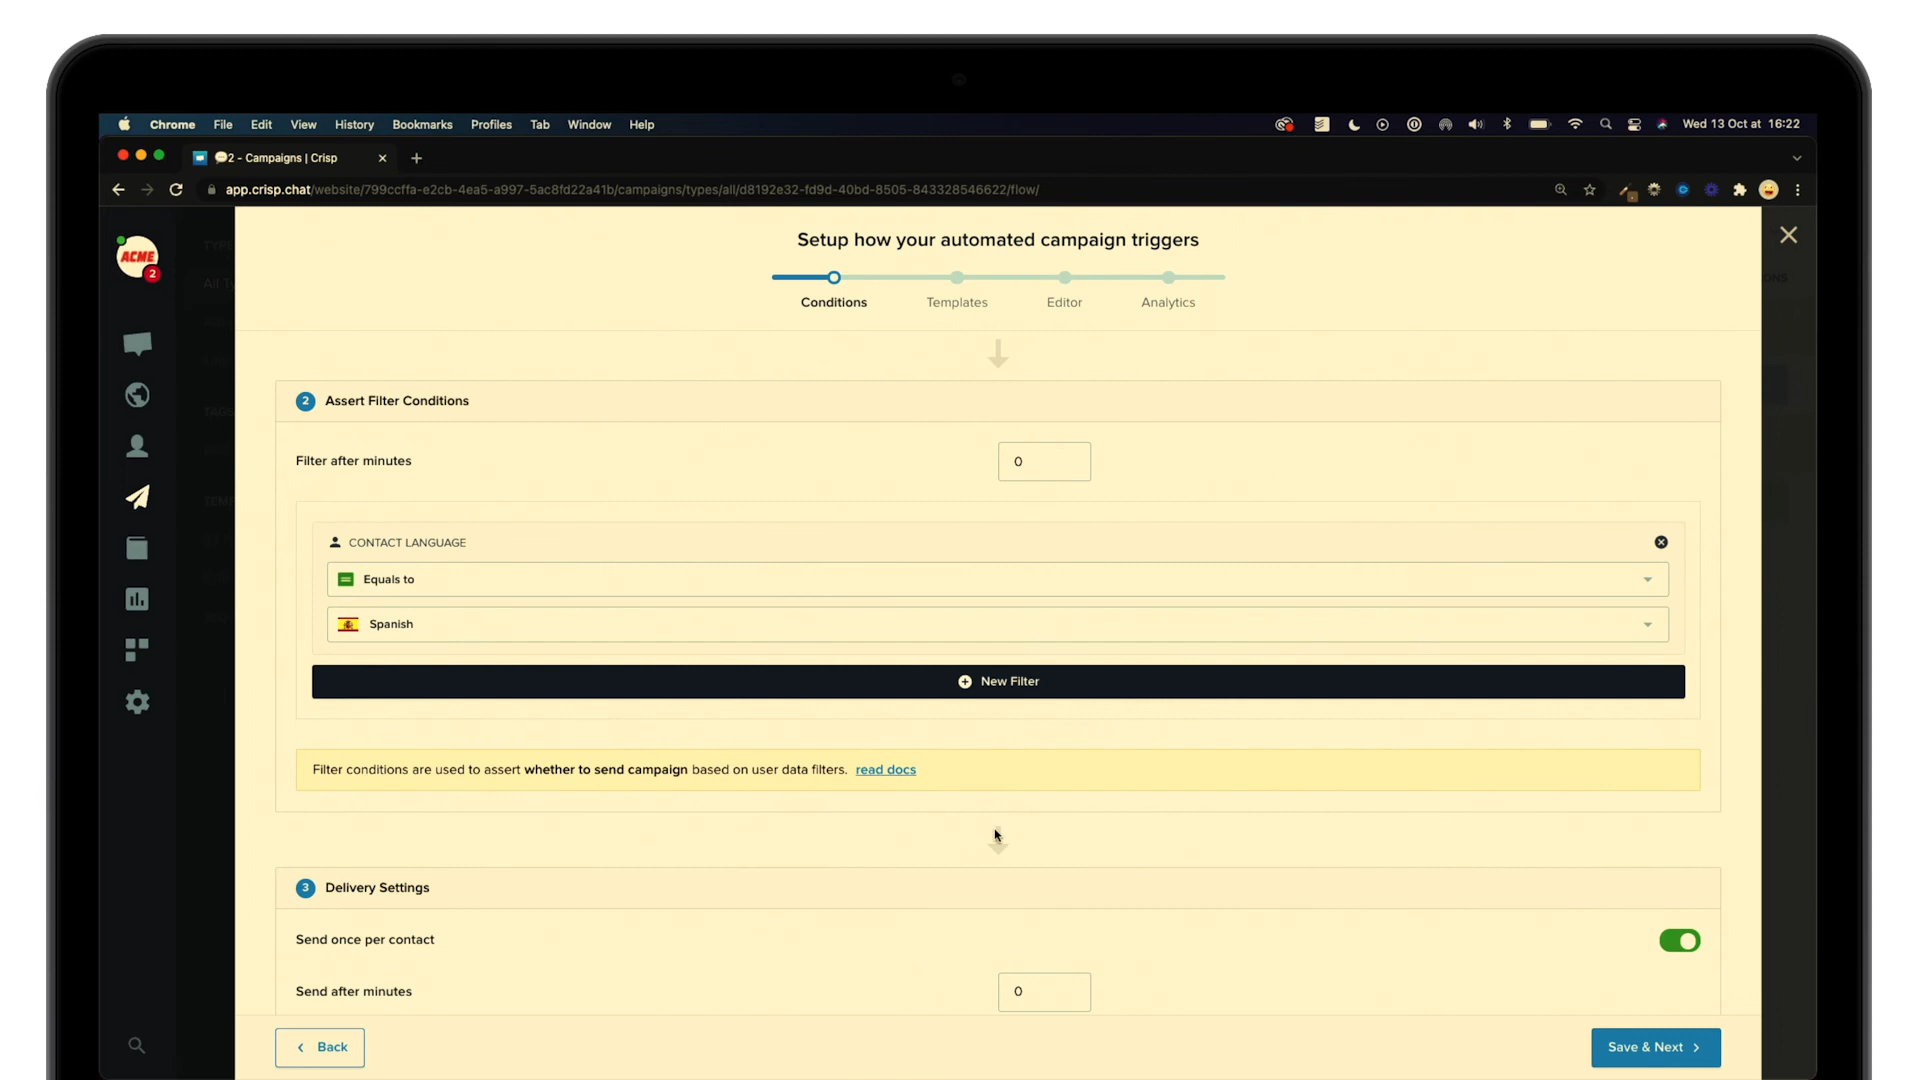 Chrome File Edit View History Bookmarks Profiles Tab Window Help
Wed 13 Oct at 16:22
2 - Campaigns | Crisp
app.crisp.chat/website/799ccffa-e2cb-4ea5-a997-5ac8fd22a41b/campaigns/types/all/d8192e32-fd9d-40bd-8505-843328546622/flow/
ACME
2
Setup how your automated campaign triggers
Conditions Templates Editor Analytics
2 Assert Filter Conditions
Filter after minutes 0
CONTACT LANGUAGE
Equals to
Spanish
New Filter
Filter conditions are used to assert whether to send campaign based on user data filters. read docs
3 Delivery Settings
Send once per contact
Send after minutes 0
Back
Save & Next